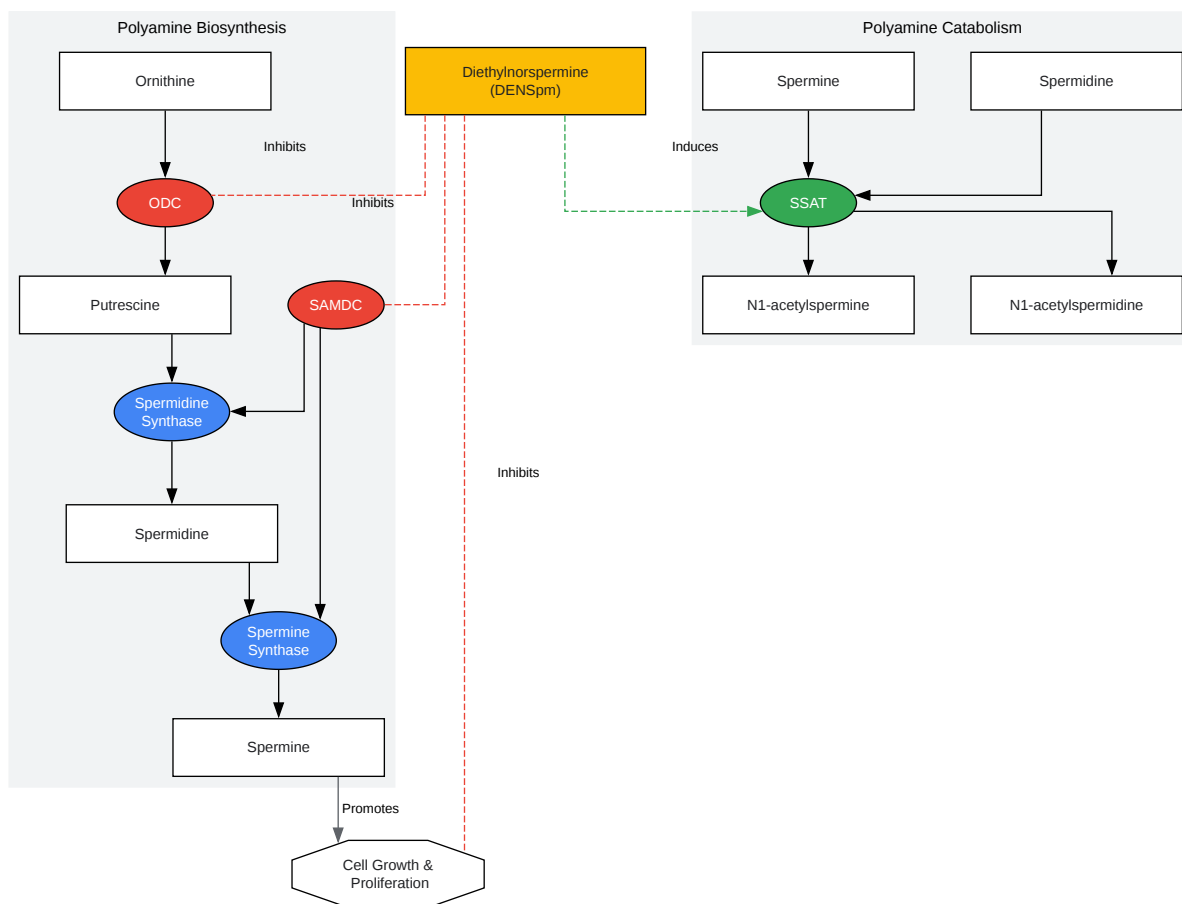 Polyamine Biosynthesis
Polyamine Catabolism
Ornithine
Diethylnorspermine
(DENSpm)
Spermine
Spermidine
Inhibits
Induces
ODC
Inhibits
SSAT
Putrescine
SAMDC
N1-acetylspermine
N1-acetylspermidine
Spermidine
Synthase
Inhibits
Spermidine
Spermine
Synthase
Spermine
Promotes
Cell Growth &
Proliferation